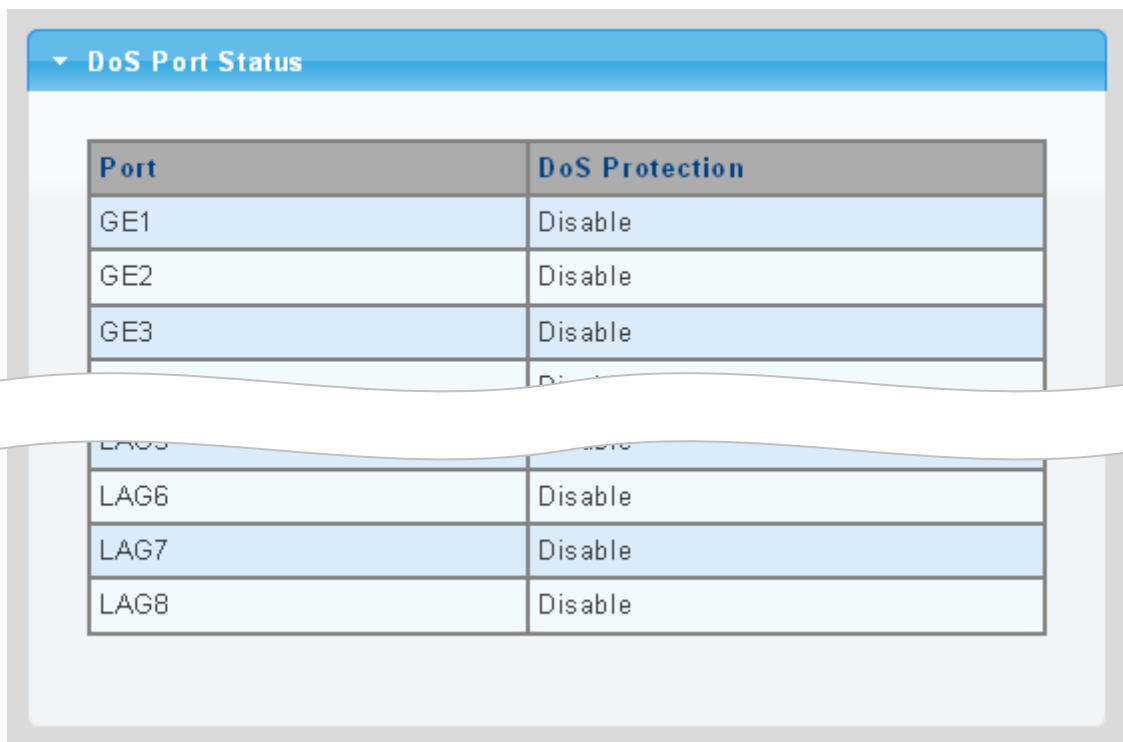 DoS Port Status
Port DoS Protection
GE1 Disable
GE2 Disable
GE3 Disable
LAG6 Disable
LAG7 Disable
LAG8 Disable